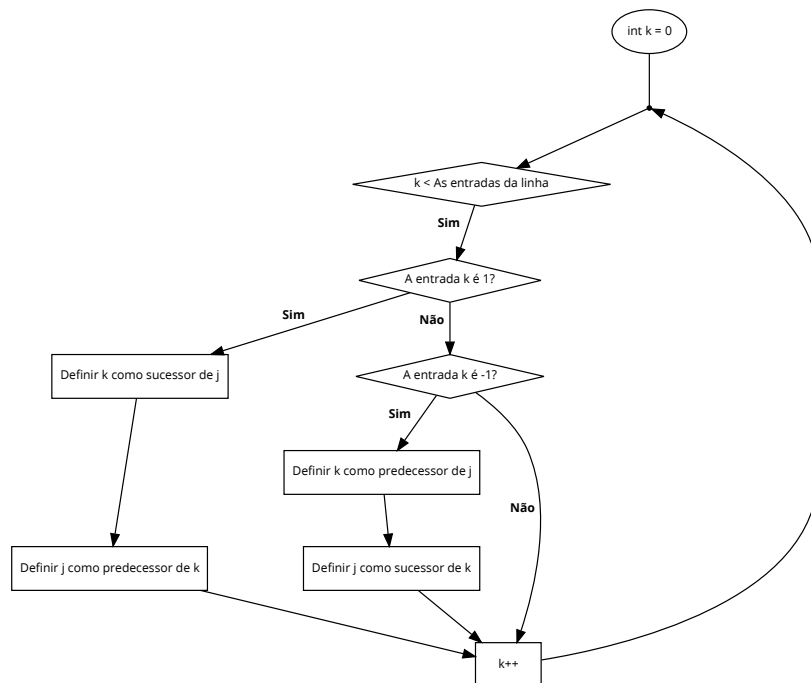 int k = 0
k < As entradas da linha
Sim
A entrada k é 1?
Sim
Não
Definir k como sucessor de j
A entrada k é -1?
Sim
Definir k como predecessor de j
Não
Definir j como predecessor de k
Definir j como sucessor de k
k++